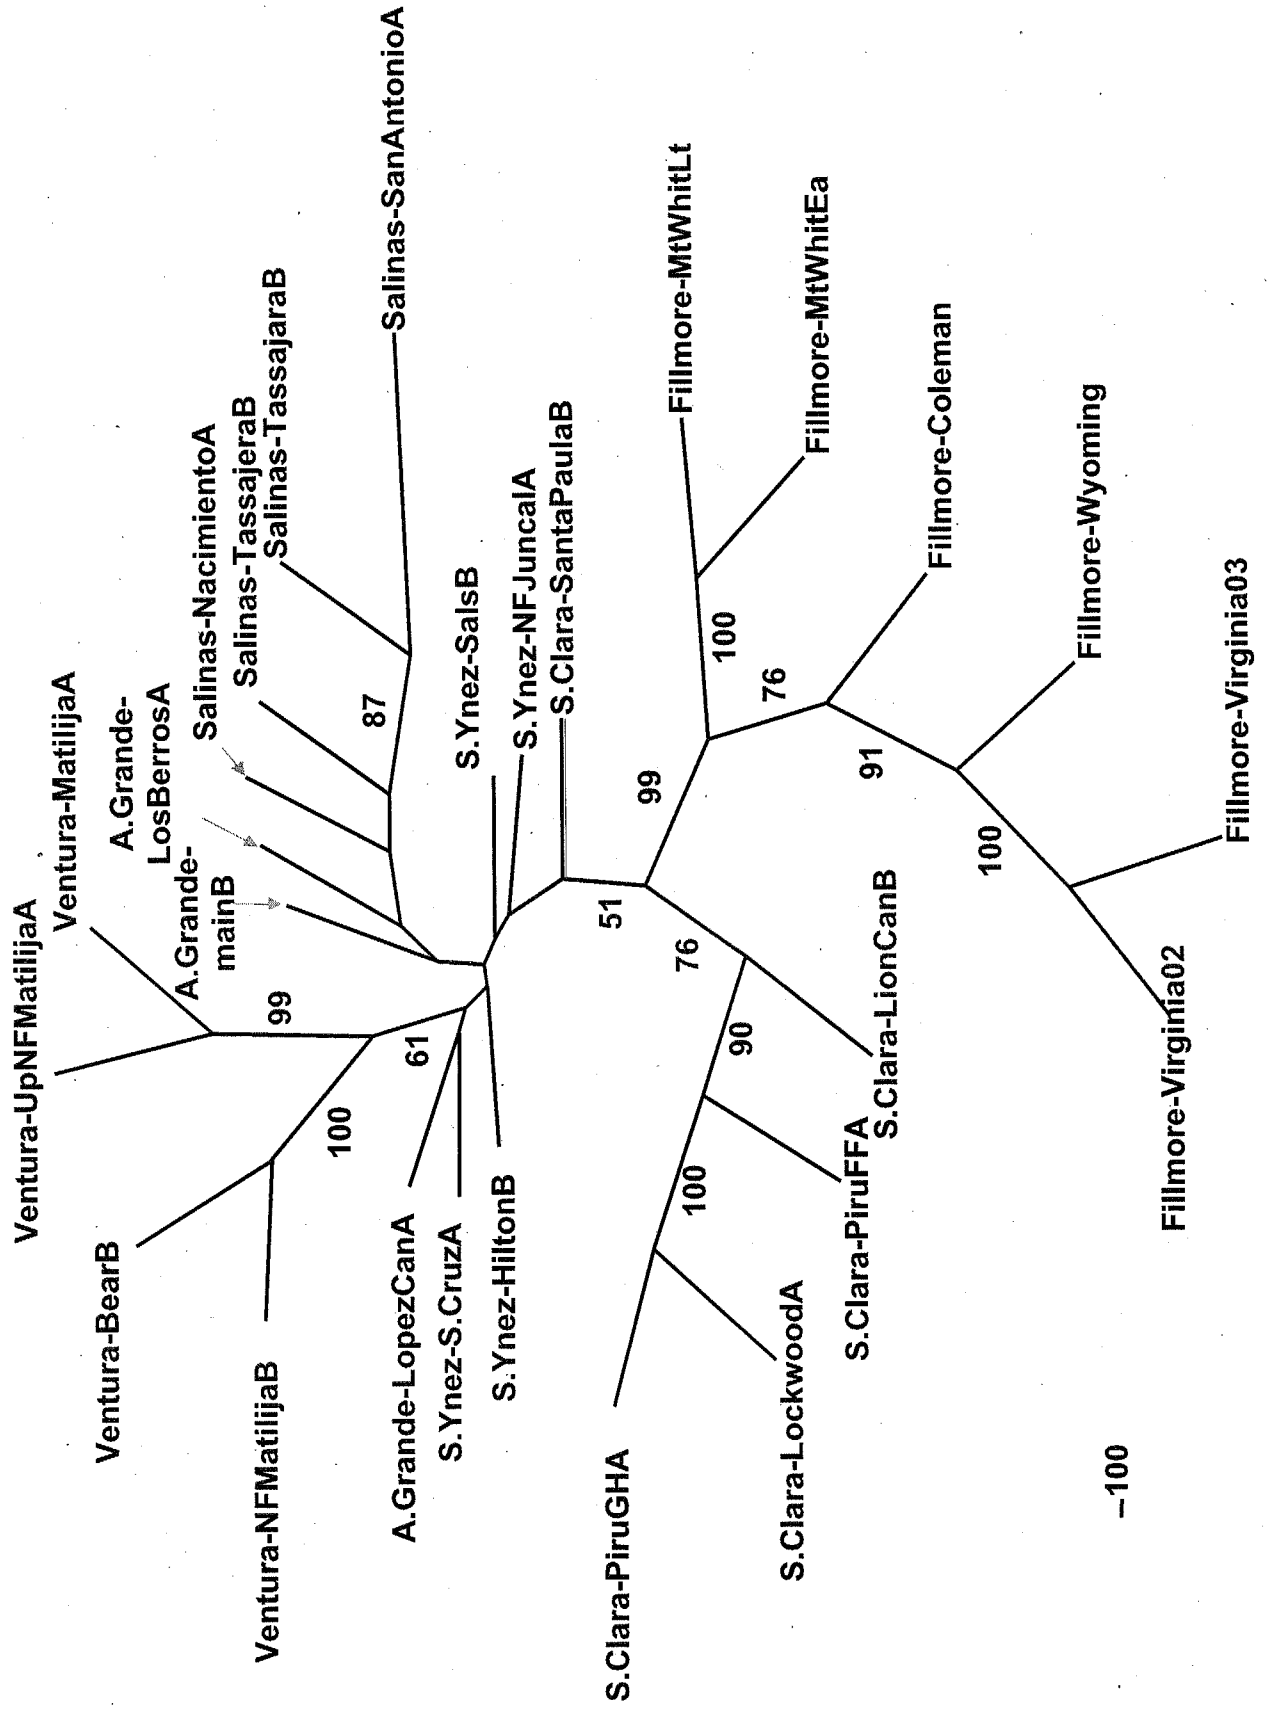 Ventura-UpNFMatilijaA
Ventura-MatilijaA
Ventura-BearB
A.Grande-
LosBerrosA
A.Grande-
mainB
Salinas-NacimientoA
Salinas-TassajeraB
Salinas-TassajaraB
Salinas-SanAntonioA
Ventura-NFMatilijaB
99
100
61
87
A.Grande-LopezCanA
S.Ynez-S.CruzA
S.Ynez-HiltonB
S.Ynez-SalsB
S.Ynez-NFJuncalA
S.Clara-SantaPaulaB
S.Clara-PiruGHA
51
99
Fillmore-MtWhitLt
76
100
100
90
76
S.Clara-LockwoodA
Fillmore-MtWhitEa
S.Clara-PiruFFA
S.Clara-LionCanB
91
Fillmore-Coleman
100
Fillmore-Wyoming
–100
Fillmore-Virginia02
Fillmore-Virginia03